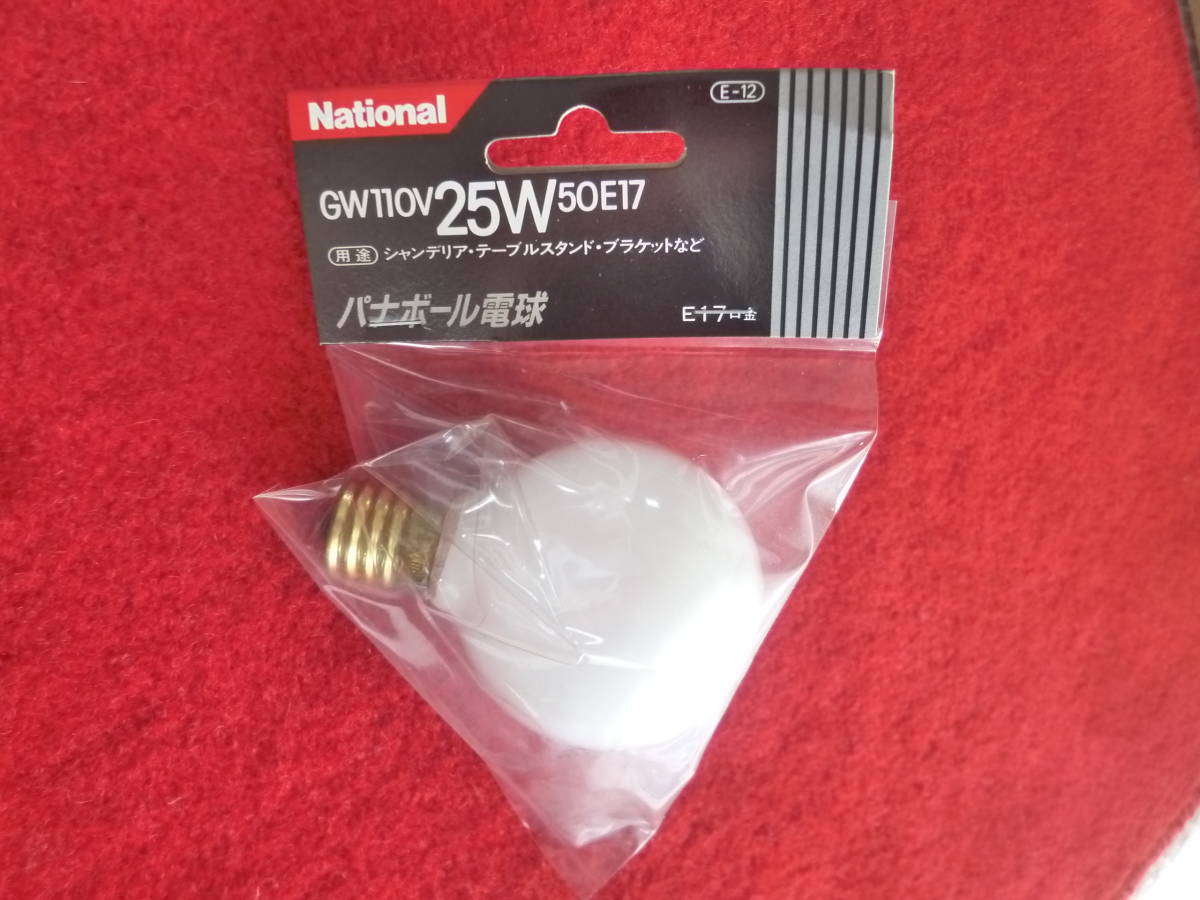 National
E-12
GW110V25W50E17
用途 シャンデリア・テーブルスタンド・ブラケットなど
パナボール電球
E17口金